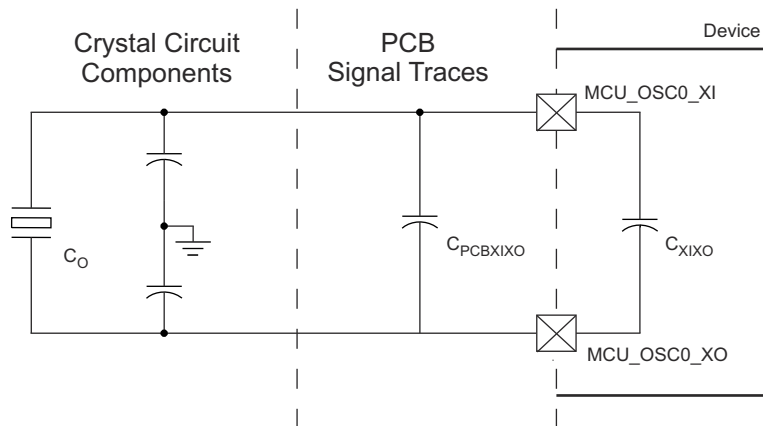 Crystal Circuit
Components
PCB
Signal Traces
Device
MCU_OSC0_XI
C_O
C_PCBXIXO
C_XIXO
MCU_OSC0_XO